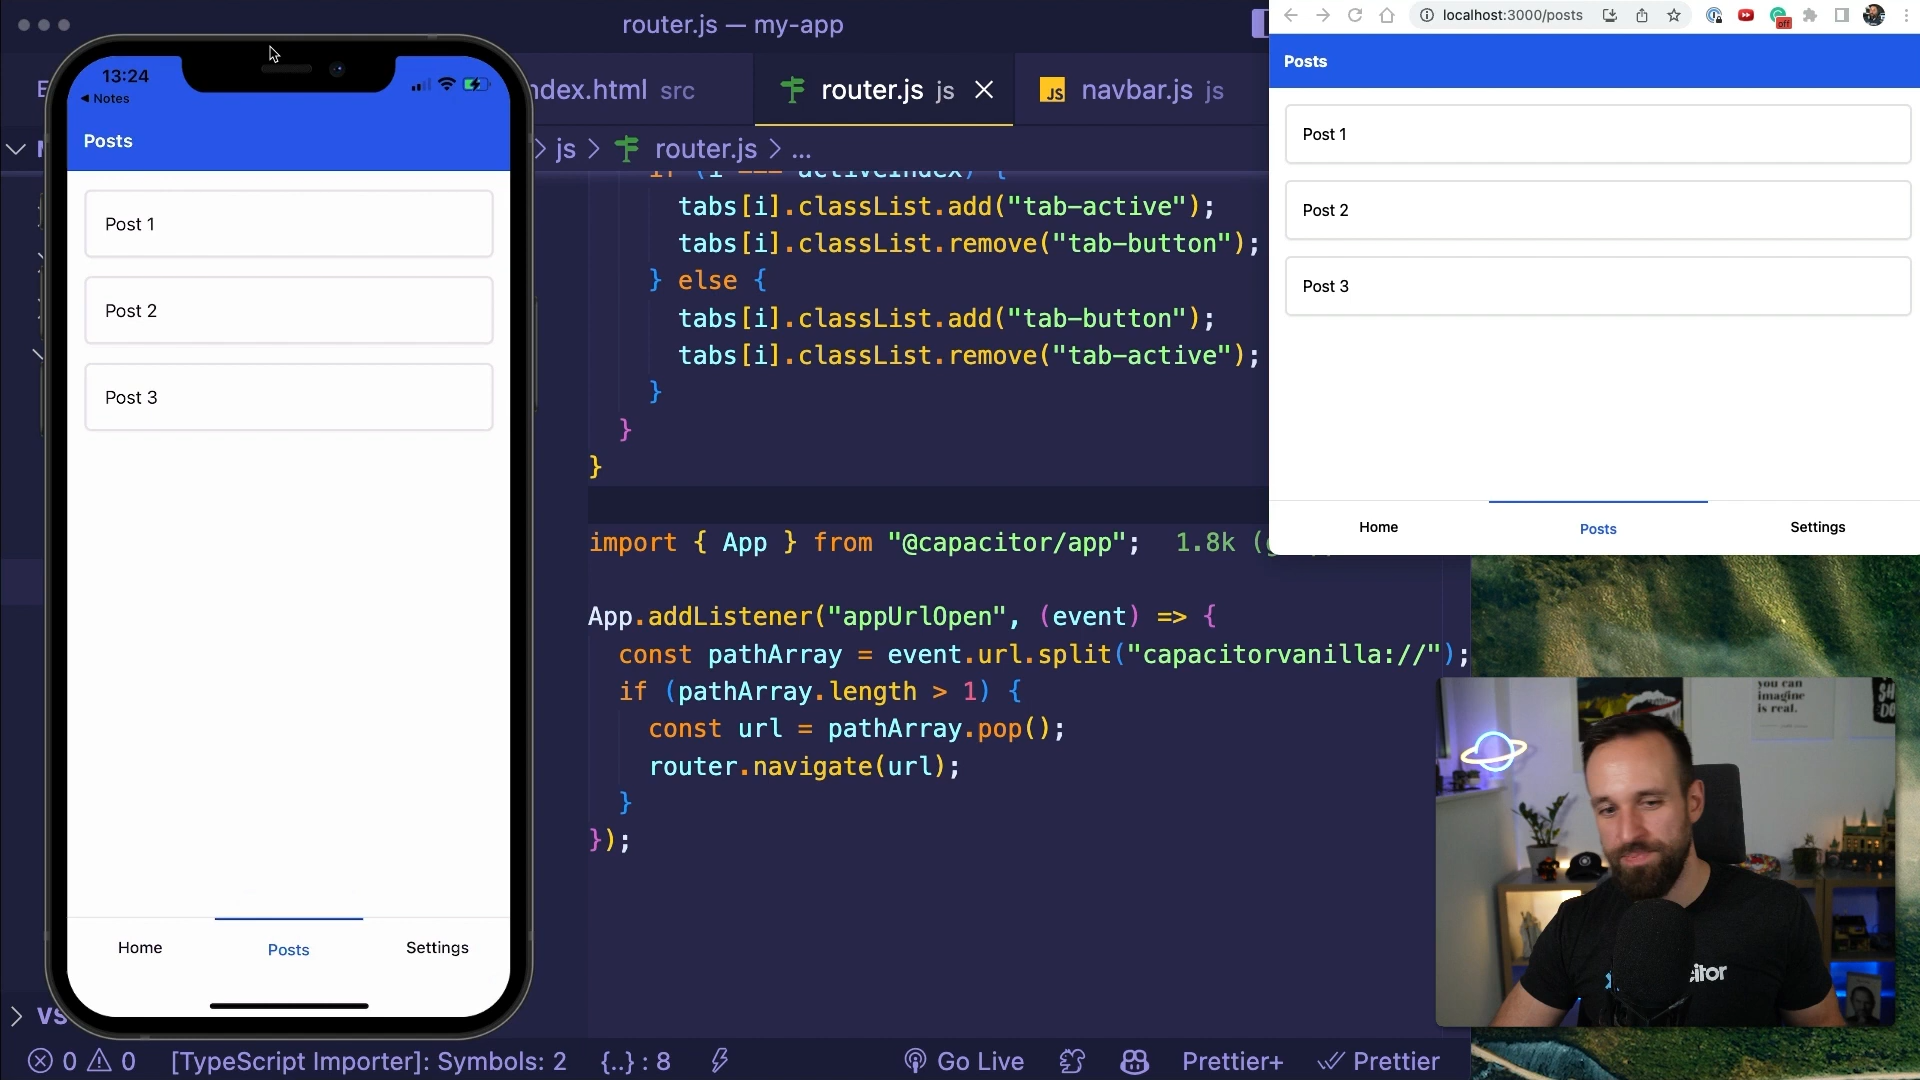 router.js — my-app
ndex.html src
router.js js
navbar.js js
js > router.js > ...
if (i === activeIndex) {
tabs[i].classList.add("tab-active");
tabs[i].classList.remove("tab-button");
} else {
tabs[i].classList.add("tab-button");
tabs[i].classList.remove("tab-active");
}
}
}
import { App } from "@capacitor/app"; 1.8k
App.addListener("appUrlOpen", (event) => {
const pathArray = event.url.split("capacitorvanilla://");
if (pathArray.length > 1) {
const url = pathArray.pop();
router.navigate(url);
}
});
13:24
Notes
Posts
Post 1
Post 2
Post 3
Home
Posts
Settings
localhost:3000/posts
off
Posts
Post 1
Post 2
Post 3
Home
Posts
Settings
you can
imagine
is real.
itor
VS
0 0 [TypeScript Importer]: Symbols: 2 {..} : 8 Go Live Prettier+ Prettier